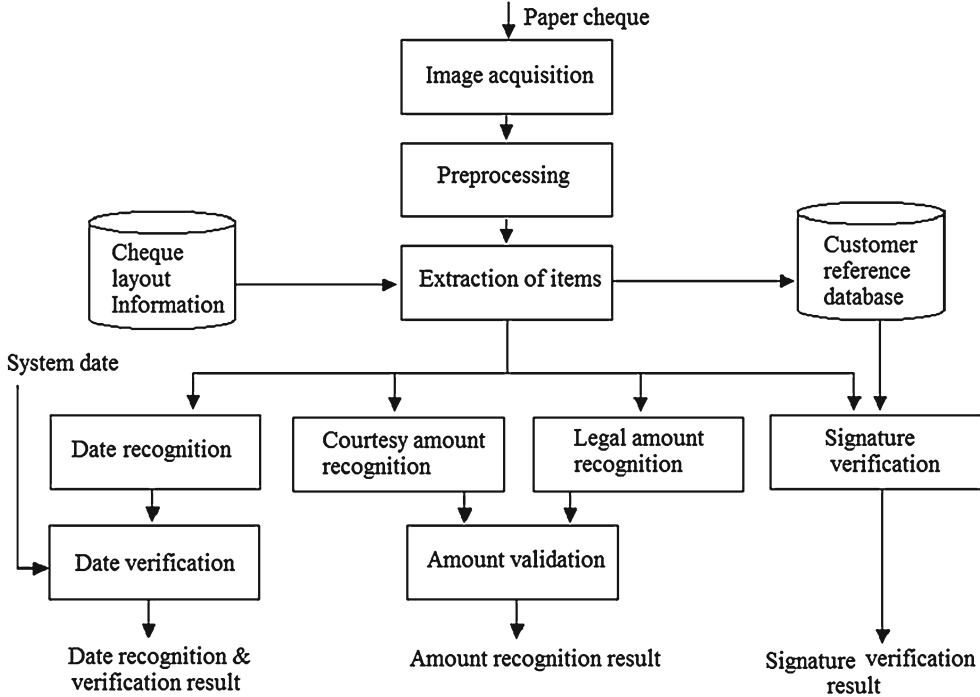 Paper cheque
Image acquisition
Preprocessing
Cheque
layout
Information
Extraction of items
Customer
reference
database
System date
Date recognition
Courtesy amount
recognition
Legal amount
recognition
Signature
verification
Date verification
Amount validation
Date recognition &
verification result
Amount recognition result
Signature verification
result